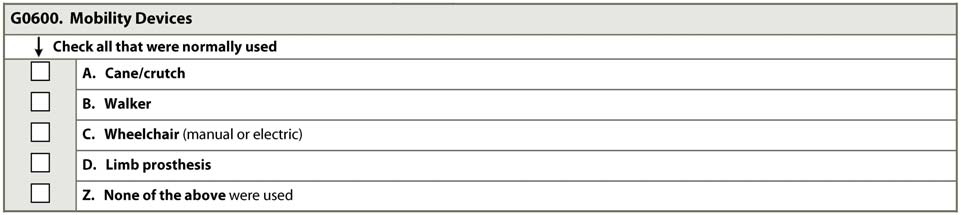 G0600. Mobility Devices
Check all that were normally used
A. Cane/crutch
B. Walker
C. Wheelchair (manual or electric)
D. Limb prosthesis
Z. None of the above were used